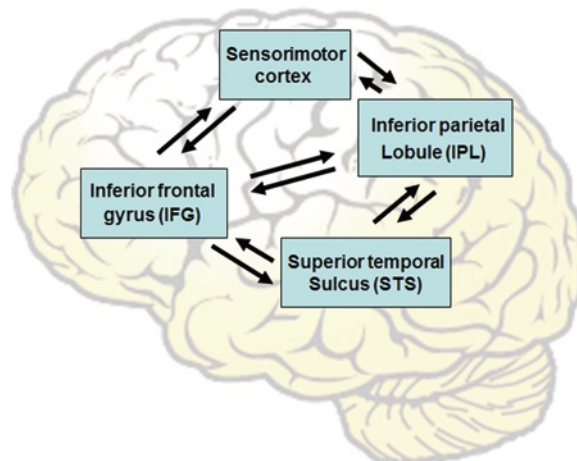 Sensorimotor
cortex
Inferior parietal
Lobule (IPL)
Inferior frontal
gyrus (IFG)
Superior temporal
Sulcus (STS)